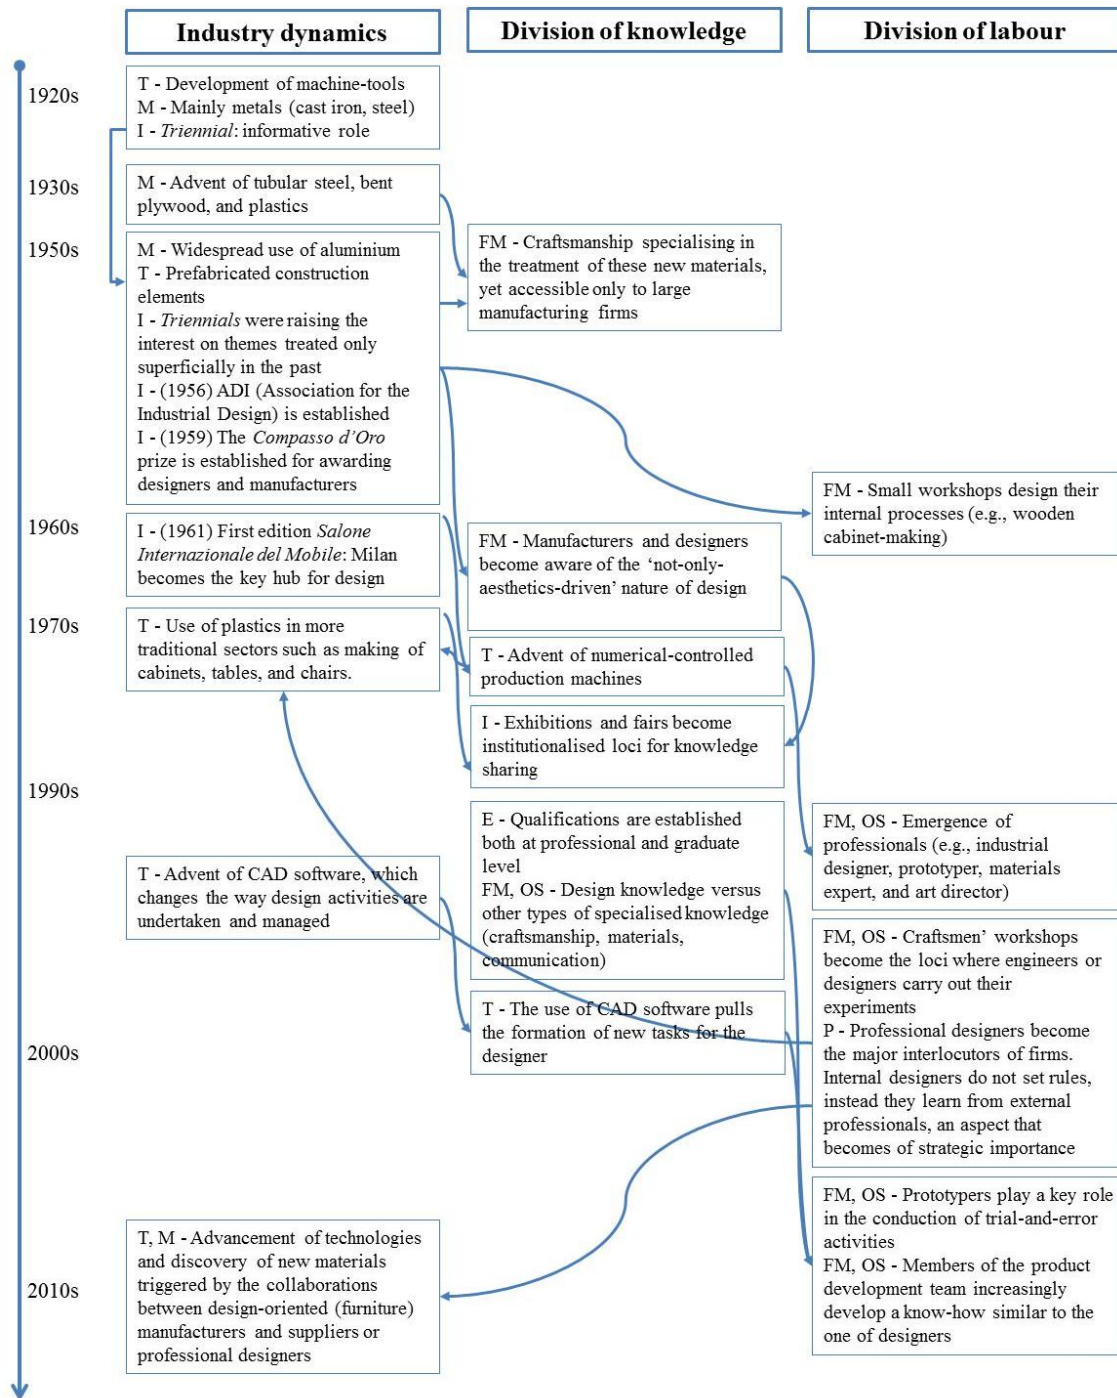 Industry dynamics
Division of knowledge
Division of labour
1920s
T - Development of machine-tools
M - Mainly metals (cast iron, steel)
I - Triennial: informative role
1930s
M - Advent of tubular steel, bent
plywood, and plastics
1950s
M - Widespread use of aluminium
T - Prefabricated construction
elements
I - Triennials were raising the
interest on themes treated only
superficially in the past
I - (1956) ADI (Association for the
Industrial Design) is established
I - (1959) The Compasso d’Oro
prize is established for awarding
designers and manufacturers
FM - Craftsmanship specialising in
the treatment of these new materials,
yet accessible only to large
manufacturing firms
FM - Small workshops design their
internal processes (e.g., wooden
cabinet-making)
1960s
I - (1961) First edition Salone
Internazionale del Mobile: Milan
becomes the key hub for design
FM - Manufacturers and designers
become aware of the ‘not-only-
aesthetics-driven’ nature of design
1970s
T - Use of plastics in more
traditional sectors such as making of
cabinets, tables, and chairs.
T - Advent of numerical-controlled
production machines
I - Exhibitions and fairs become
institutionalised loci for knowledge
sharing
1990s
E - Qualifications are established
both at professional and graduate
level
FM, OS - Design knowledge versus
other types of specialised knowledge
(craftsmanship, materials,
communication)
FM, OS - Emergence of
professionals (e.g., industrial
designer, prototyper, materials
expert, and art director)
T - Advent of CAD software, which
changes the way design activities are
undertaken and managed
T - The use of CAD software pulls
the formation of new tasks for the
designer
FM, OS - Craftsmen’ workshops
become the loci where engineers or
designers carry out their
experiments
P - Professional designers become
the major interlocutors of firms.
Internal designers do not set rules,
instead they learn from external
professionals, an aspect that
becomes of strategic importance
2000s
FM, OS - Prototypers play a key role
in the conduction of trial-and-error
activities
FM, OS - Members of the product
development team increasingly
develop a know-how similar to the
one of designers
2010s
T, M - Advancement of technologies
and discovery of new materials
triggered by the collaborations
between design-oriented (furniture)
manufacturers and suppliers or
professional designers